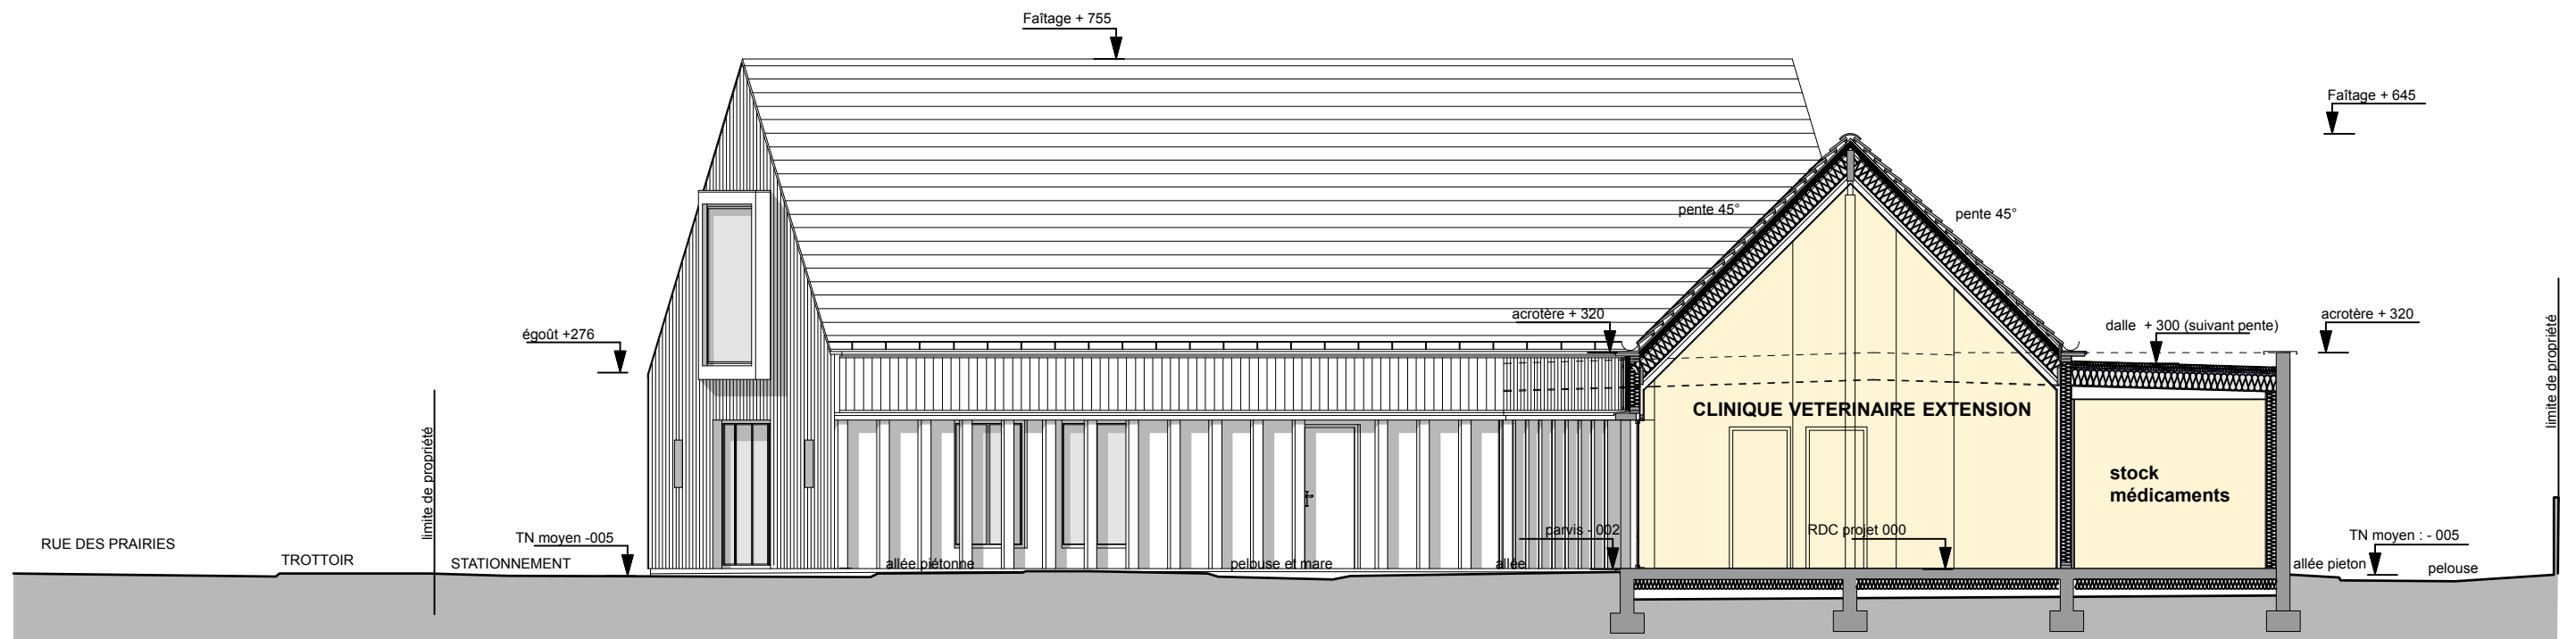 Faîtage + 755
Faîtage + 645
pente 45°
pente 45°
acrotère + 320
acrotère + 320
dalle + 300 (suivant pente)
égoût +276
limite de propriété
limite de propriété
CLINIQUE VETERINAIRE EXTENSION
stock
médicaments
parvis - 002
RDC projet 000
TN moyen -005
TN moyen : - 005
RUE DES PRAIRIES
TROTTOIR
STATIONNEMENT
allée piétonne
pelouse et mare
allée
allée pieton
pelouse